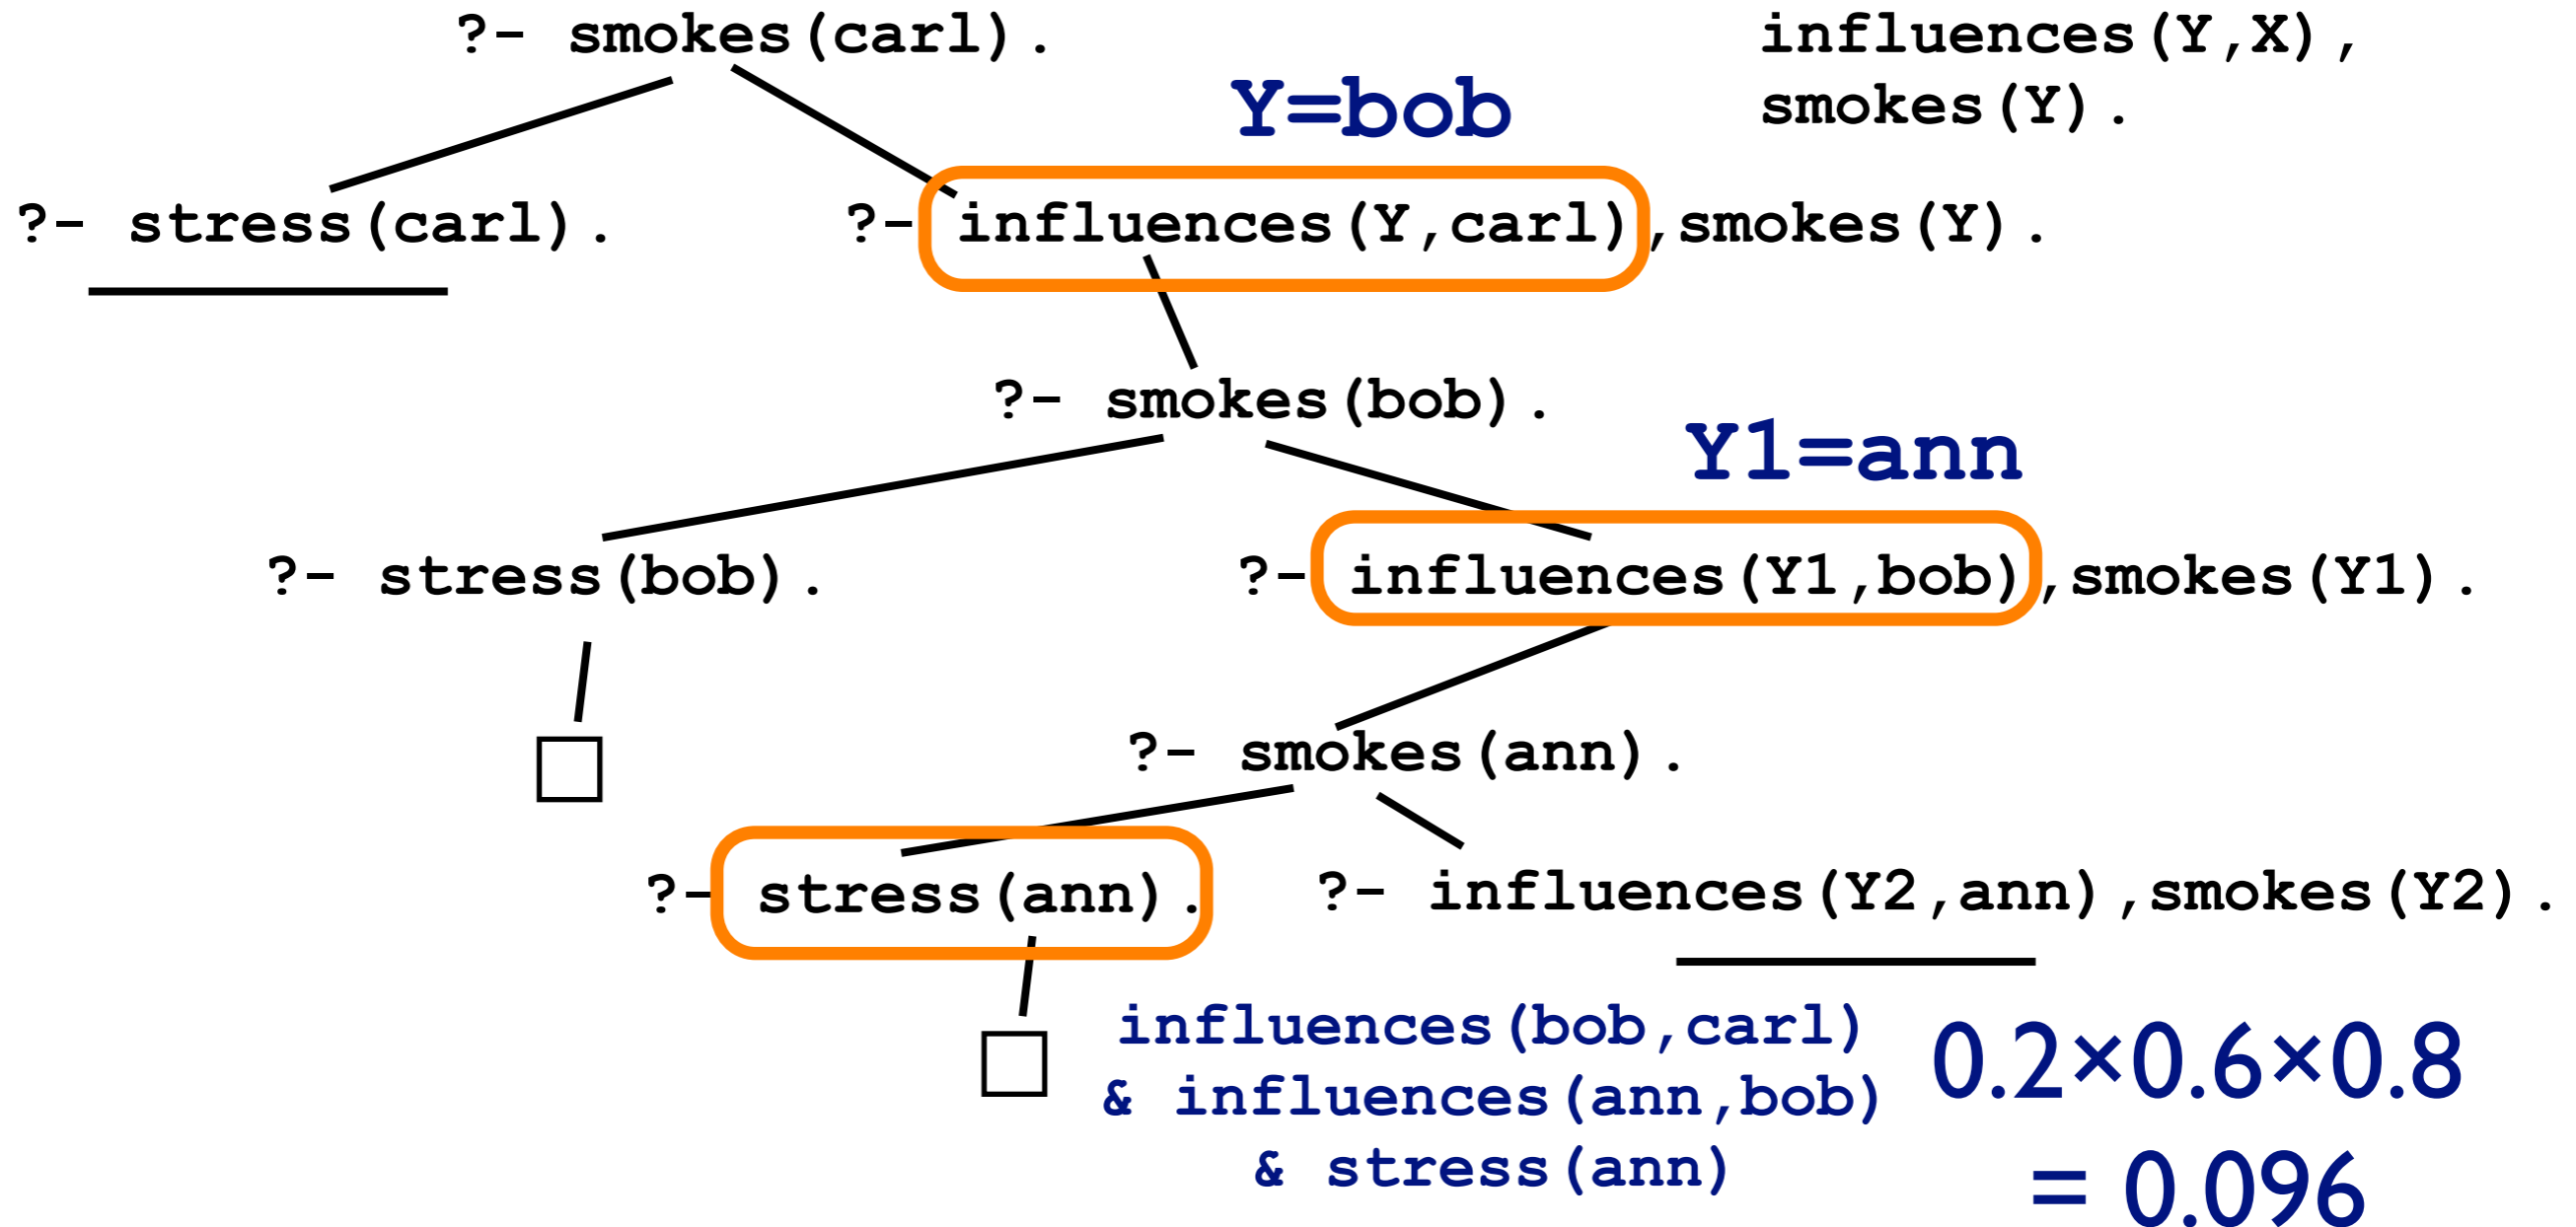 ?- smokes(carl).
influences(Y,X),
smokes(Y).
Y=bob
?- stress(carl).
?- influences(Y,carl),smokes(Y).
?- smokes(bob).
Y1=ann
?- stress(bob).
?- influences(Y1,bob),smokes(Y1).
?- smokes(ann).
?- stress(ann).
?- influences(Y2,ann),smokes(Y2).
influences(bob,carl)
& influences(ann,bob)
& stress(ann)
0.2×0.6×0.8
= 0.096